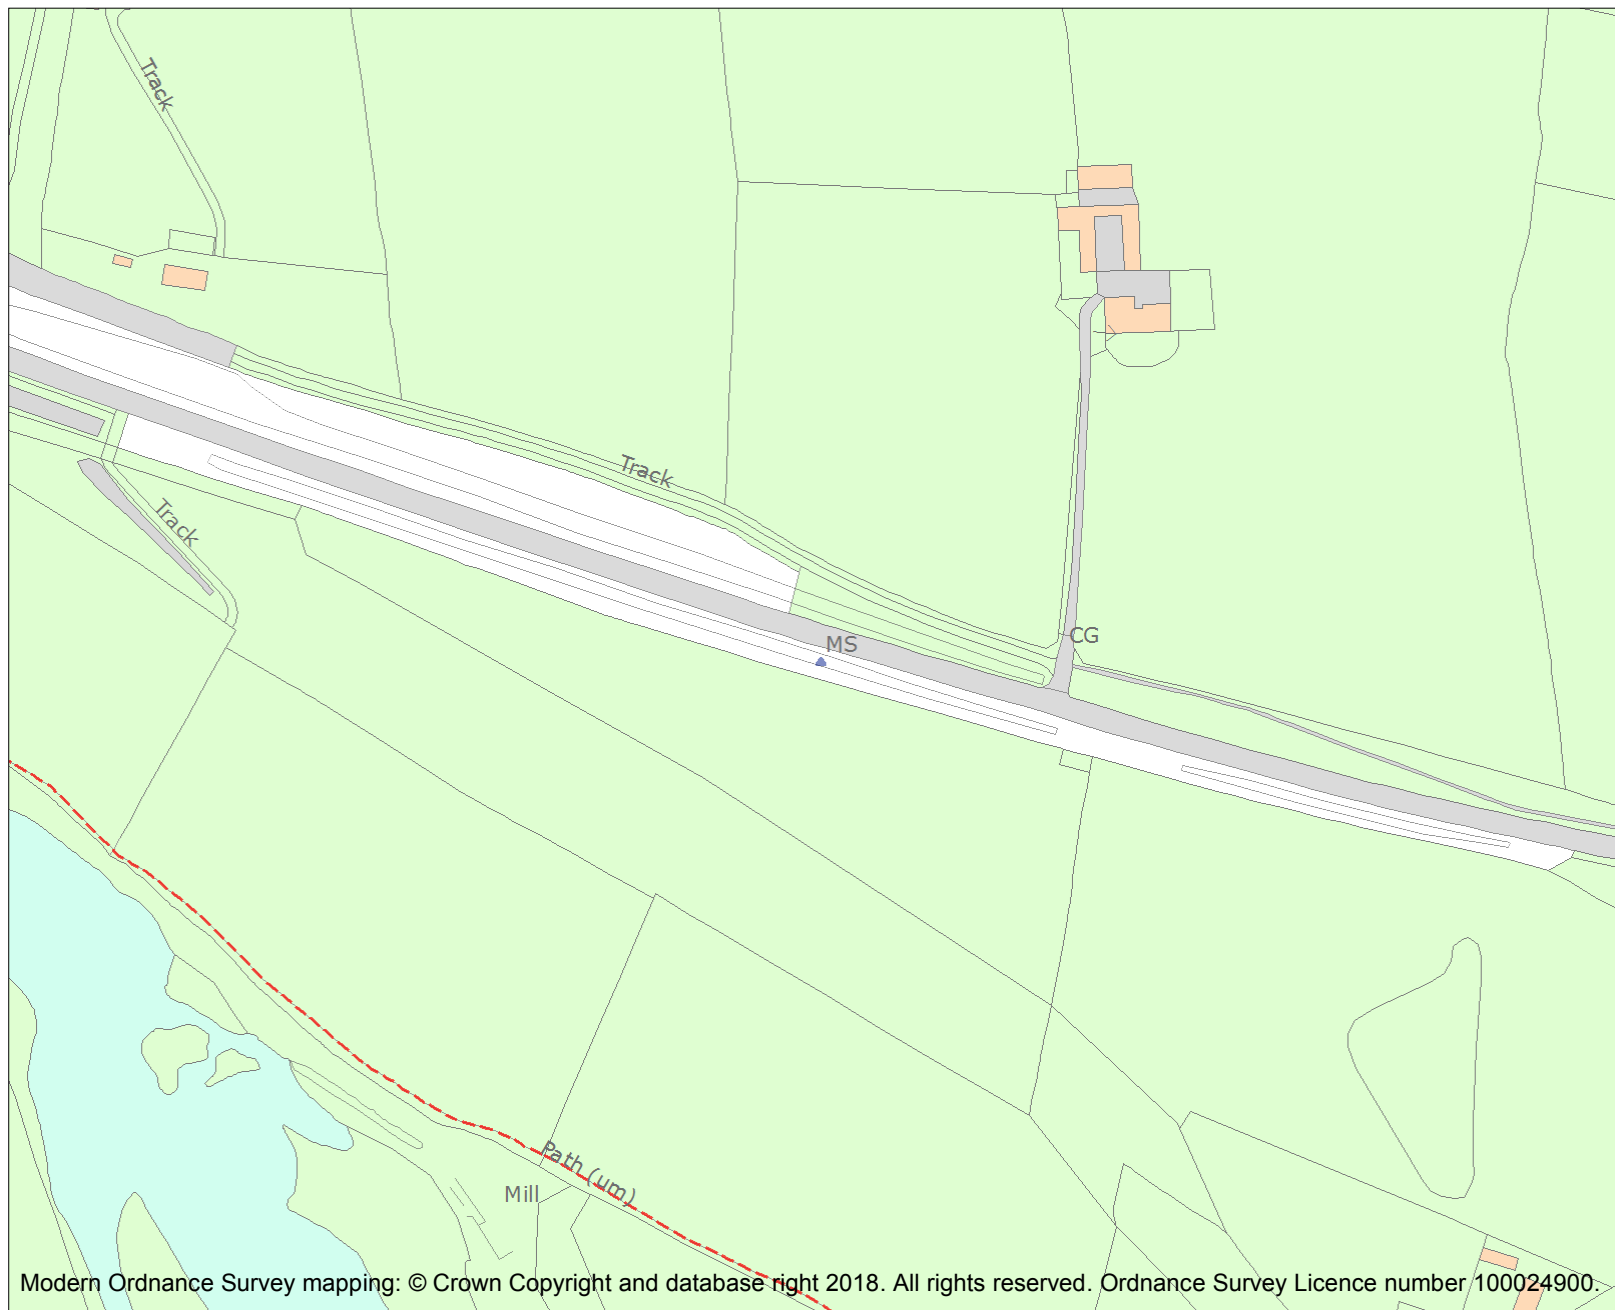 Track
Track
Track
MS
CG
Path (um)
Mill
Modern Ordnance Survey mapping: © Crown Copyright and database right 2018. All rights reserved. Ordnance Survey Licence number 100024900.